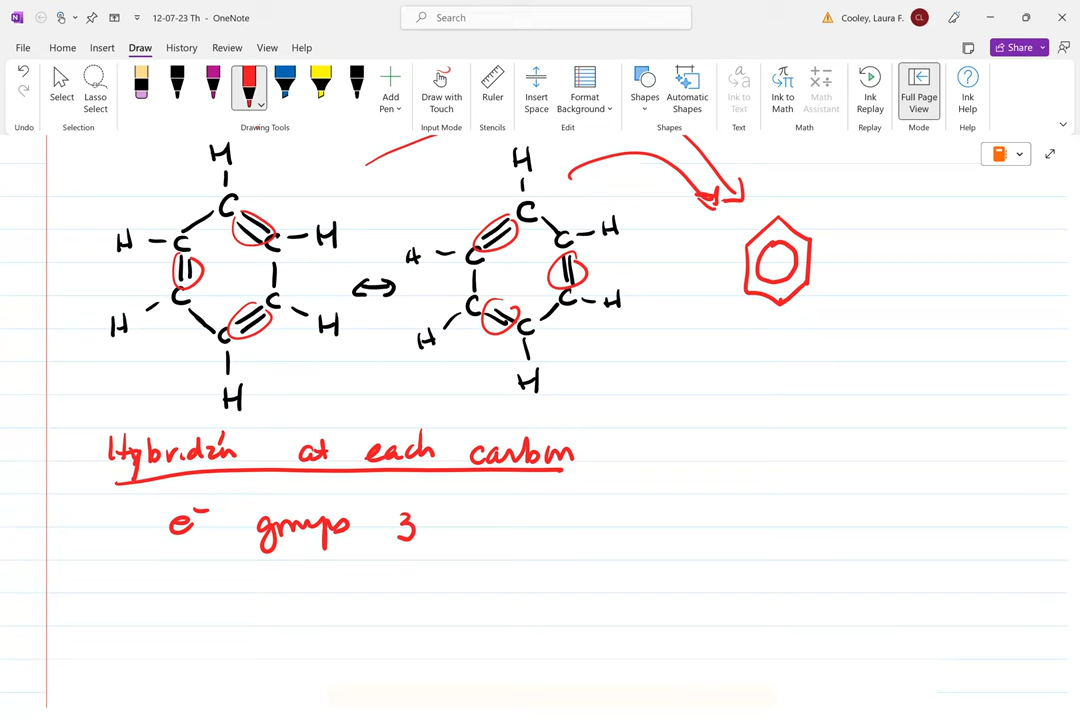 12-07-23 Th - OneNote
Search
Cooley, Laura F.
CL
File Home Insert Draw History Review View Help
Share
Undo
Select
Lasso Select
Selection
Drawing Tools
Add Pen
Draw with Touch
Input Mode
Ruler
Stencils
Insert Space
Format Background
Edit
Shapes
Automatic Shapes
Shapes
Ink to Text
Text
Ink to Math
Math Assistant
Math
Ink Replay
Replay
Full Page View
Mode
Ink Help
Help
H H
C C
H C C H H C C H
C C H C C H
H C H H C
H H
Hybridz'n at each carbon
e⁻ groups 3